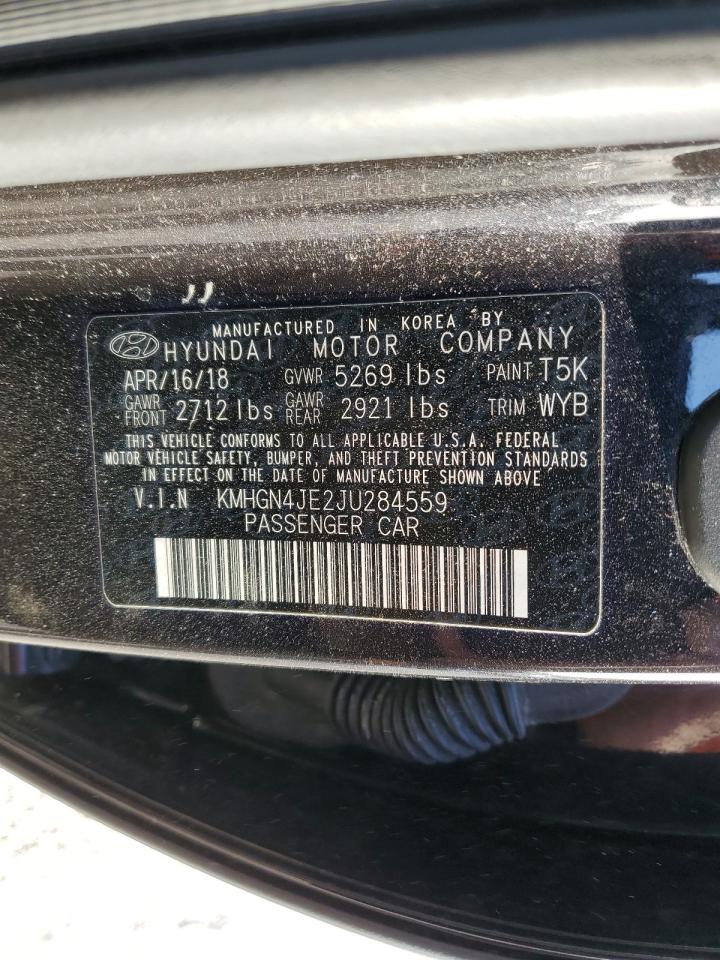 MANUFACTURED IN KOREA BY
HYUNDAI MOTOR COMPANY
APR/16/18 GVWR 5269 lbs PAINT T5K
GAWR FRONT 2712 lbs GAWR REAR 2921 lbs TRIM WYB
THIS VEHICLE CONFORMS TO ALL APPLICABLE U.S.A. FEDERAL
MOTOR VEHICLE SAFETY, BUMPER, AND THEFT PREVENTION STANDARDS
IN EFFECT ON THE DATE OF MANUFACTURE SHOWN ABOVE
V.I.N KMHGN4JE2JU284559
PASSENGER CAR